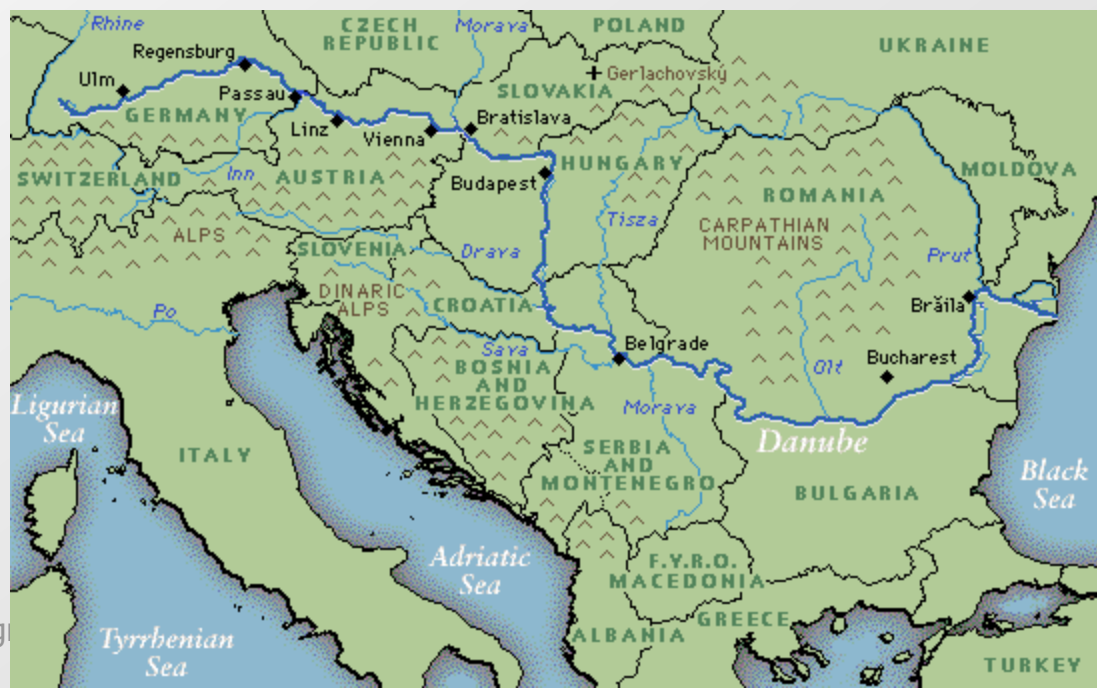 Rhine
CZECH
REPUBLIC
Morava
POLAND
UKRAINE
Regensburg
Ulm
Gerlachovský
Passau
SLOVAKIA
GERMANY
Linz
Vienna
Bratislava
HUNGARY
MOLDOVA
SWITZERLAND
Inn
AUSTRIA
Budapest
ROMANIA
Tisza
CARPATHIAN
MOUNTAINS
ALPS
SLOVENIA
Drava
Prut
DINARIC
ALPS
CROATIA
Brăila
Po
Belgrade
Sava
Bucharest
BOSNIA
AND
HERZEGOVINA
Olt
Morava
Ligurian
Sea
Danube
ITALY
SERBIA
AND
MONTENEGRO
BULGARIA
Black
Sea
Adriatic
Sea
F.Y.R.O.
MACEDONIA
GREECE
ALBANIA
Tyrrhenian
Sea
TURKEY